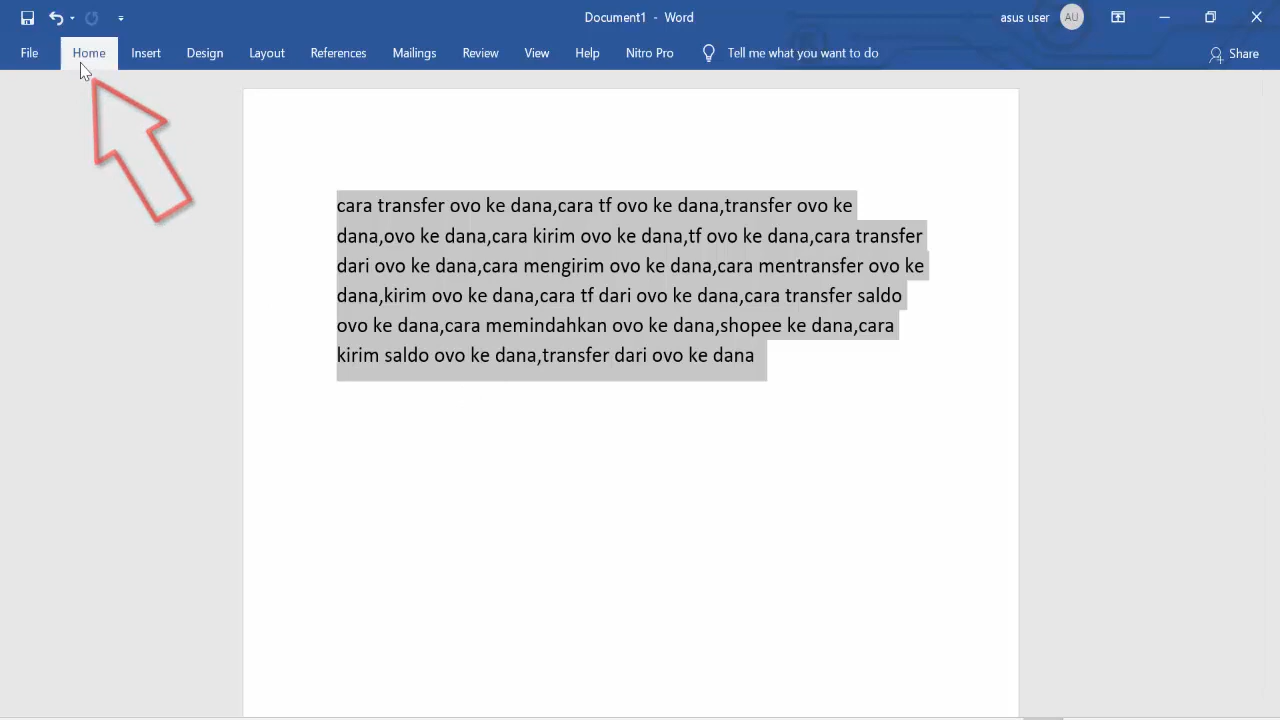 Document1 - Word
asus user
AU
File Home Insert Design Layout References Mailings Review View Help Nitro Pro Tell me what you want to do Share
cara transfer ovo ke dana,cara tf ovo ke dana,transfer ovo ke
dana,ovo ke dana,cara kirim ovo ke dana,tf ovo ke dana,cara transfer
dari ovo ke dana,cara mengirim ovo ke dana,cara mentransfer ovo ke
dana,kirim ovo ke dana,cara tf dari ovo ke dana,cara transfer saldo
ovo ke dana,cara memindahkan ovo ke dana,shopee ke dana,cara
kirim saldo ovo ke dana,transfer dari ovo ke dana